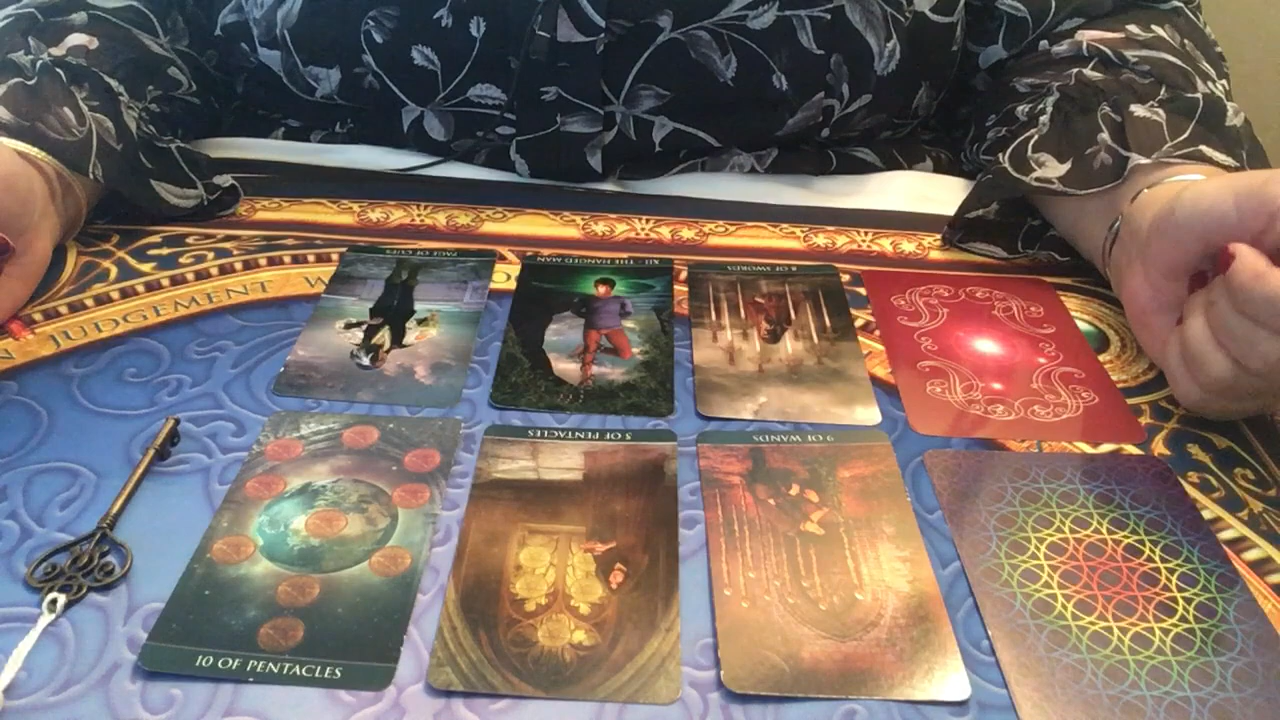 PAGE OF CUPS
XII · THE HANGED MAN
8 OF SWORDS
N JUDGEMENT W
5 OF PENTACLES
9 OF WANDS
10 OF PENTACLES